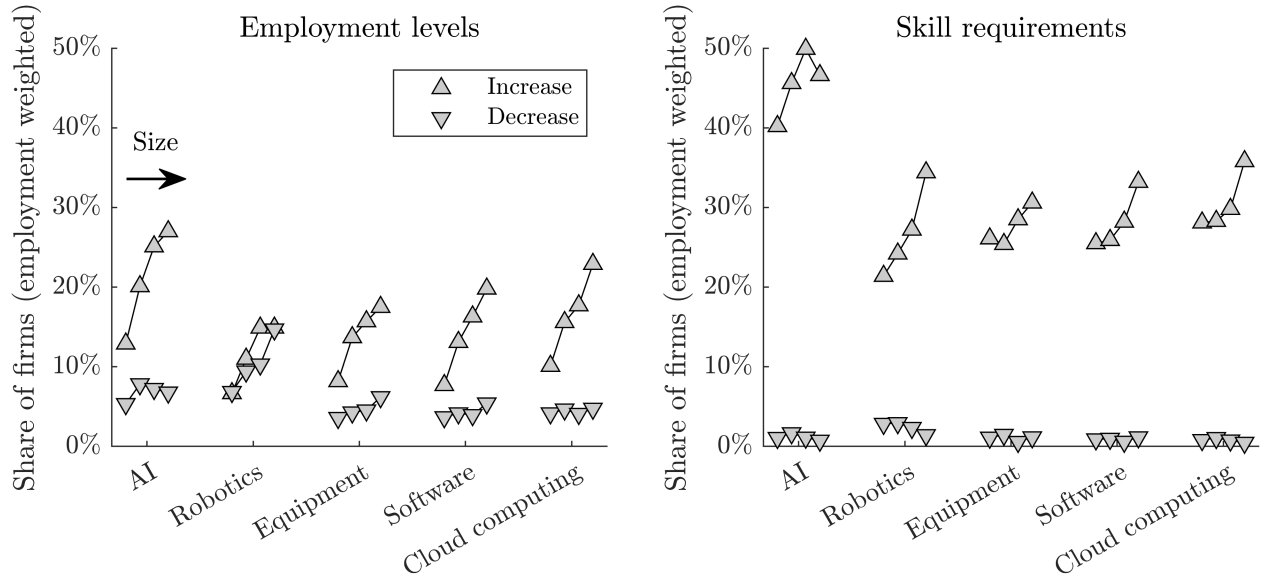 Employment levels
Share of firms (employment weighted)
50%
40%
30%
20%
10%
0%
Size
Increase
Decrease
AI
Robotics
Equipment
Software
Cloud computing
Skill requirements
Share of firms (employment weighted)
50%
40%
30%
20%
10%
0%
AI
Robotics
Equipment
Software
Cloud computing